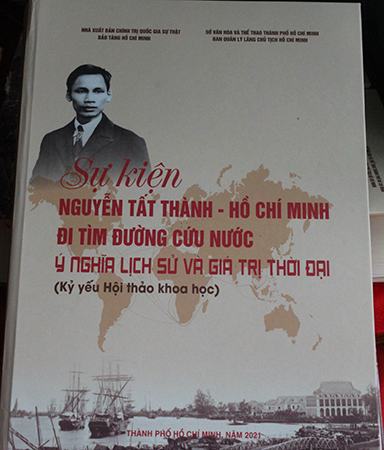 NHÀ XUẤT BẢN CHÍNH TRỊ QUỐC GIA SỰ THẬT
BẢO TÀNG HỒ CHÍ MINH
SỞ VĂN HÓA VÀ THỂ THAO THÀNH PHỐ HỒ CHÍ MINH
BAN QUẢN LÝ LĂNG CHỦ TỊCH HỒ CHÍ MINH
Sự kiện
NGUYỄN TẤT THÀNH - HỒ CHÍ MINH
ĐI TÌM ĐƯỜNG CỨU NƯỚC
Ý NGHĨA LỊCH SỬ VÀ GIÁ TRỊ THỜI ĐẠI
(Kỷ yếu Hội thảo khoa học)
THÀNH PHỐ HỒ CHÍ MINH, NĂM 2021